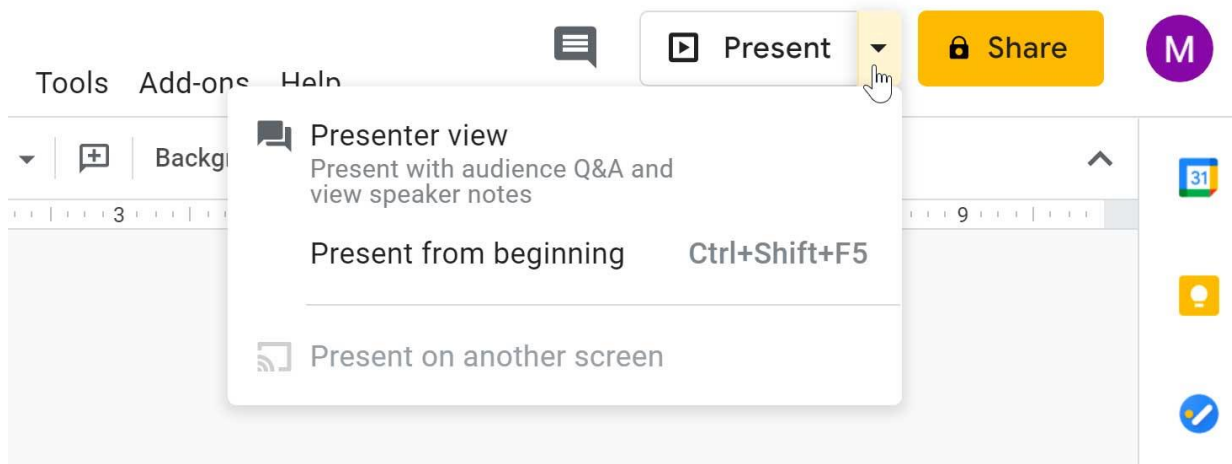 Present
Share
M
Tools Add-ons Help
Presenter view
Present with audience Q&A and
view speaker notes
Backgr
31
3
9
Present from beginning Ctrl+Shift+F5
Present on another screen